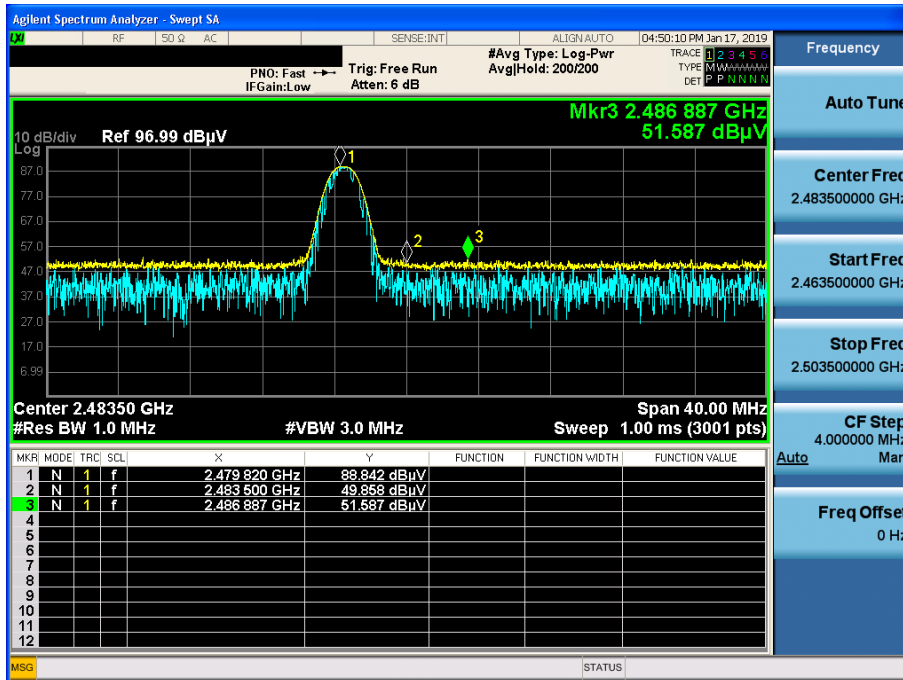 Agilent Spectrum Analyzer - Swept SA
LXI RF 50 Ω AC SENSE:INT ALIGN AUTO 04:50:10 PM Jan 17, 2019
PNO: Fast Trig: Free Run #Avg Type: Log-Pwr TRACE 1 2 3 4 5 6
IFGain:Low Atten: 6 dB Avg|Hold: 200/200 TYPE M W W W W W
DET P P N N N N
Mkr3 2.486 887 GHz
51.587 dBµV
10 dB/div Ref 96.99 dBµV
Log
87.0
77.0
67.0
57.0
47.0
37.0
27.0
17.0
6.99
1
2
3
Center 2.48350 GHz Span 40.00 MHz
#Res BW 1.0 MHz #VBW 3.0 MHz Sweep 1.00 ms (3001 pts)
MKR MODE TRC SCL X Y FUNCTION FUNCTION WIDTH FUNCTION VALUE
1 N 1 f 2.479 820 GHz 88.842 dBµV
2 N 1 f 2.483 500 GHz 49.858 dBµV
3 N 1 f 2.486 887 GHz 51.587 dBµV
4
5
6
7
8
9
10
11
12
MSG STATUS
Frequency
Auto Tune
Center Freq
2.483500000 GHz
Start Freq
2.463500000 GHz
Stop Freq
2.503500000 GHz
CF Step
4.000000 MHz
Auto Man
Freq Offset
0 Hz